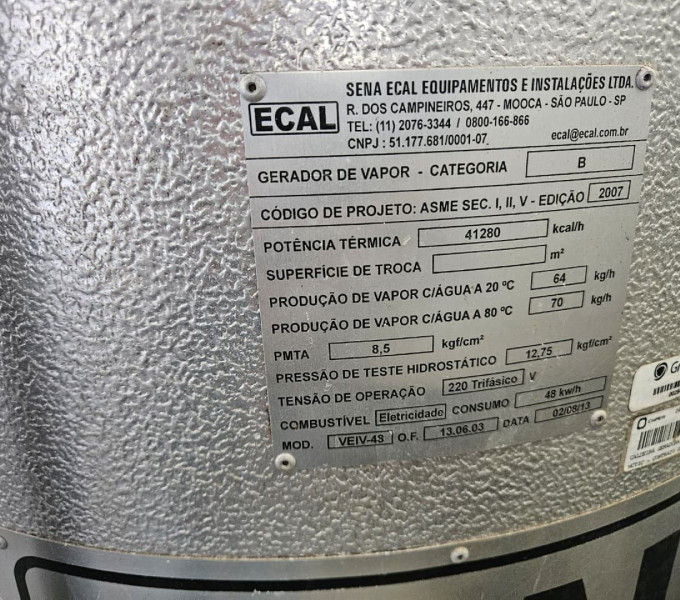 SENA ECAL EQUIPAMENTOS E INSTALAÇÕES LTDA.
ECAL
R. DOS CAMPINEIROS, 447 - MOOCA - SÃO PAULO - SP
TEL: (11) 2076-3344 / 0800-166-866
CNPJ : 51.177.681/0001-07 ecal@ecal.com.br
GERADOR DE VAPOR - CATEGORIA B
CÓDIGO DE PROJETO: ASME SEC. I, II, V - EDIÇÃO 2007
POTÊNCIA TÉRMICA 41280 kcal/h
SUPERFÍCIE DE TROCA m²
PRODUÇÃO DE VAPOR C/ÁGUA A 20 ºC 64 kg/h
PRODUÇÃO DE VAPOR C/ÁGUA A 80 ºC 70 kg/h
PMTA 8,5 kgf/cm²
PRESSÃO DE TESTE HIDROSTÁTICO 12,75 kgf/cm²
TENSÃO DE OPERAÇÃO 220 Trifásico V
COMBUSTÍVEL Eletricidade CONSUMO 48 kw/h
MOD. VEIV-43 O.F. 13.06.03 DATA 02/08/13